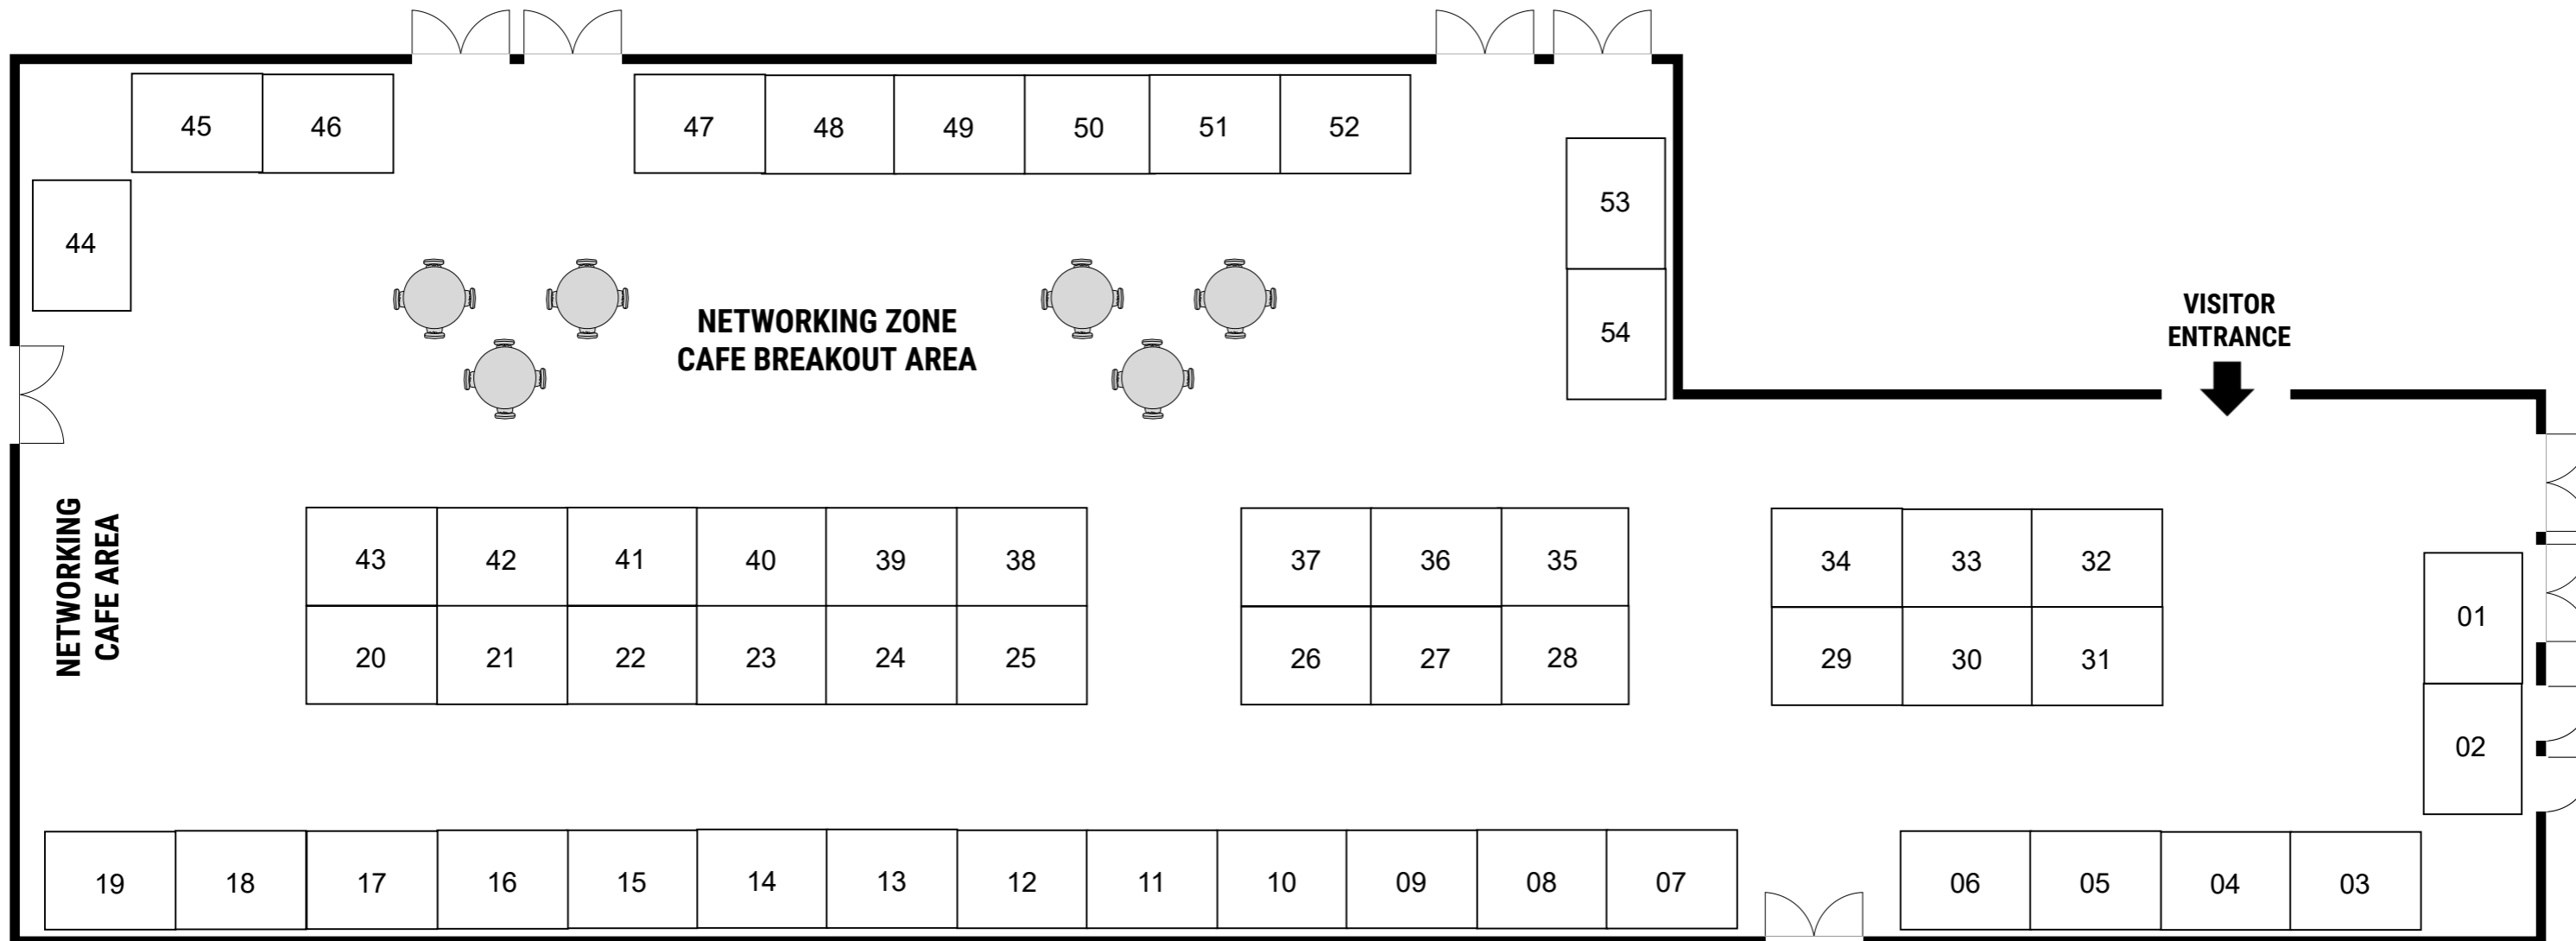 45 46 47 48 49 50 51 52
53
44
54
VISITOR
ENTRANCE
NETWORKING ZONE
CAFE BREAKOUT AREA
NETWORKING
CAFE AREA
43 42 41 40 39 38 37 36 35 34 33 32
01
20 21 22 23 24 25 26 27 28 29 30 31
02
19 18 17 16 15 14 13 12 11 10 09 08 07 06 05 04 03